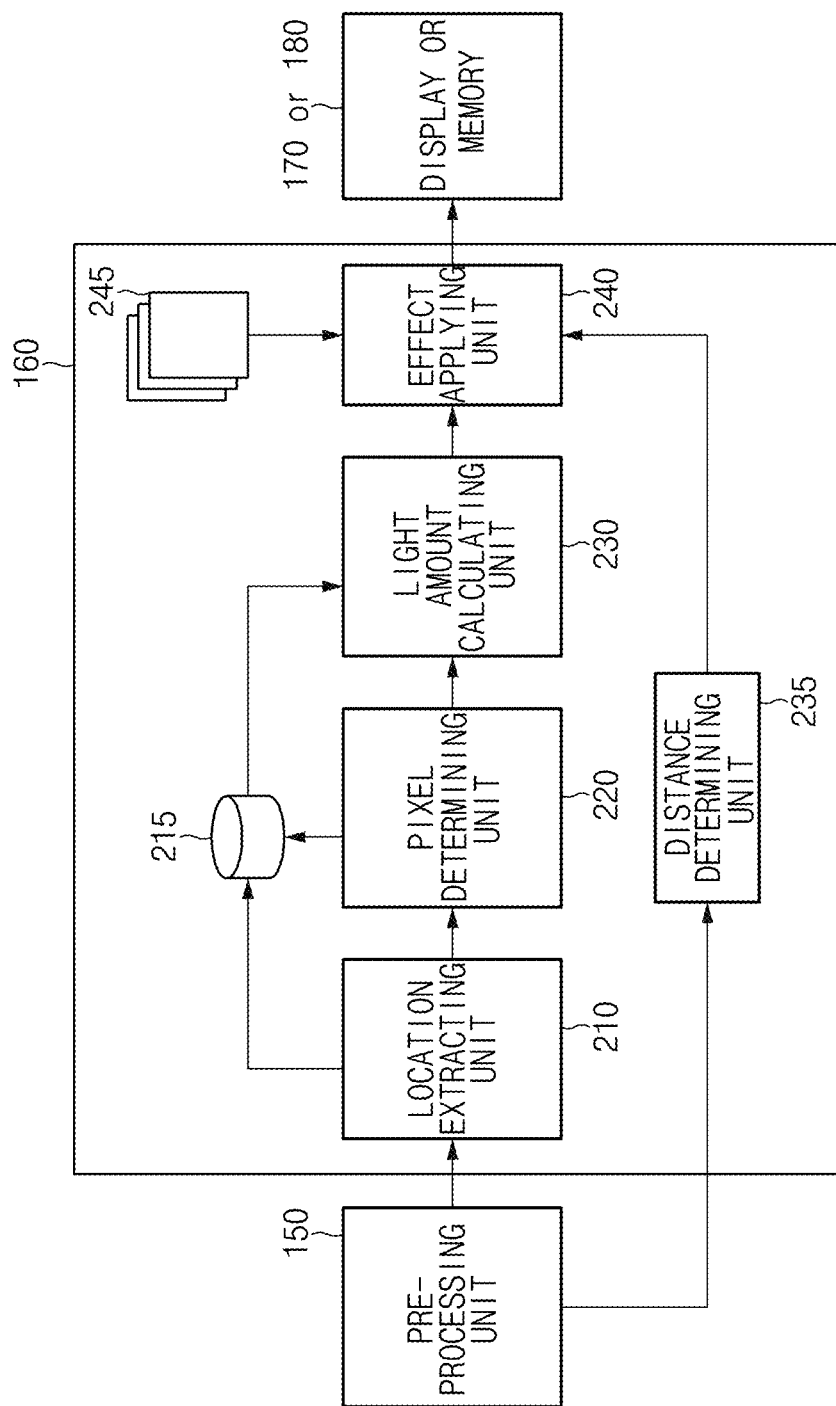 160
245
170 or 180
215
150
PRE-
PROCESSING
UNIT
LOCATION
EXTRACTING
UNIT
210
PIXEL
DETERMINING
UNIT
220
LIGHT
AMOUNT
CALCULATING
UNIT
230
EFFECT
APPLYING
UNIT
240
DISPLAY OR
MEMORY
DISTANCE
DETERMINING
UNIT
235